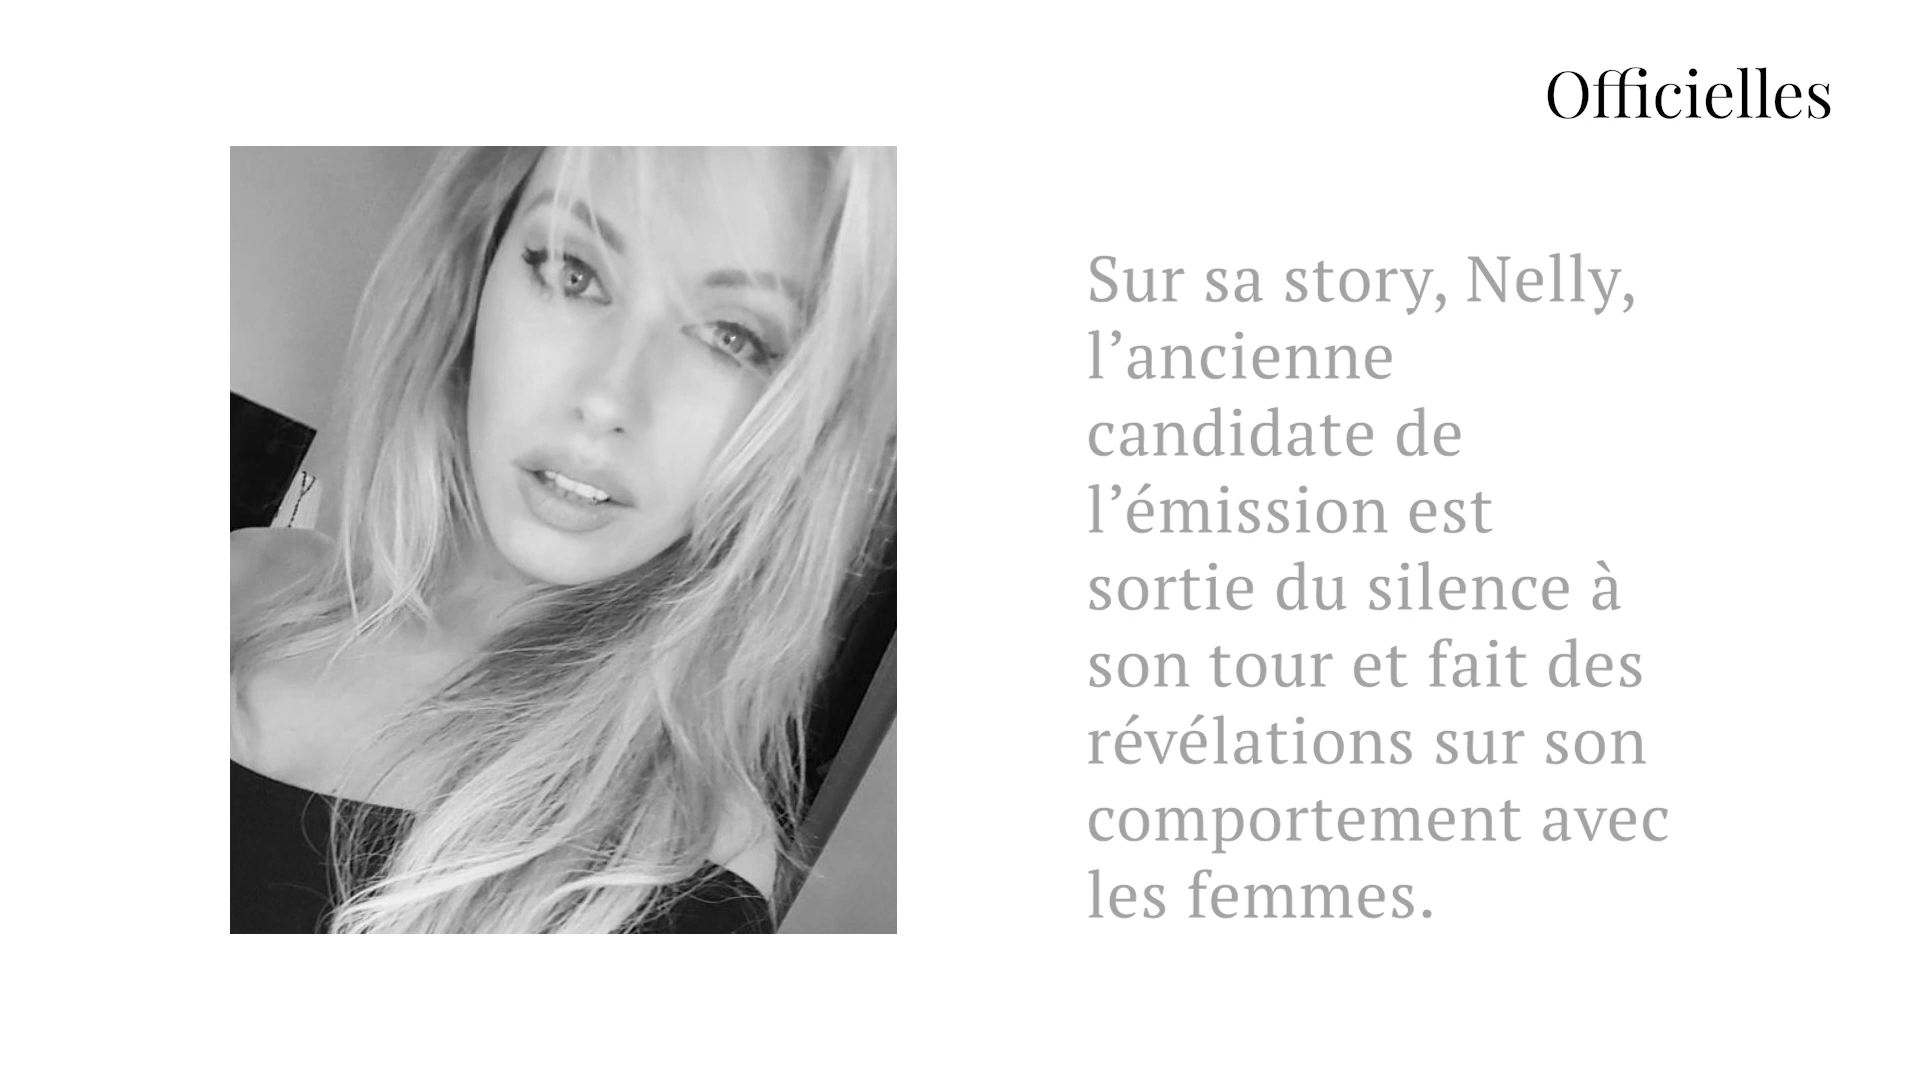 Officielles
Sur sa story, Nelly,
l’ancienne
candidate de
l’émission est
sortie du silence à
son tour et fait des
révélations sur son
comportement avec
les femmes.